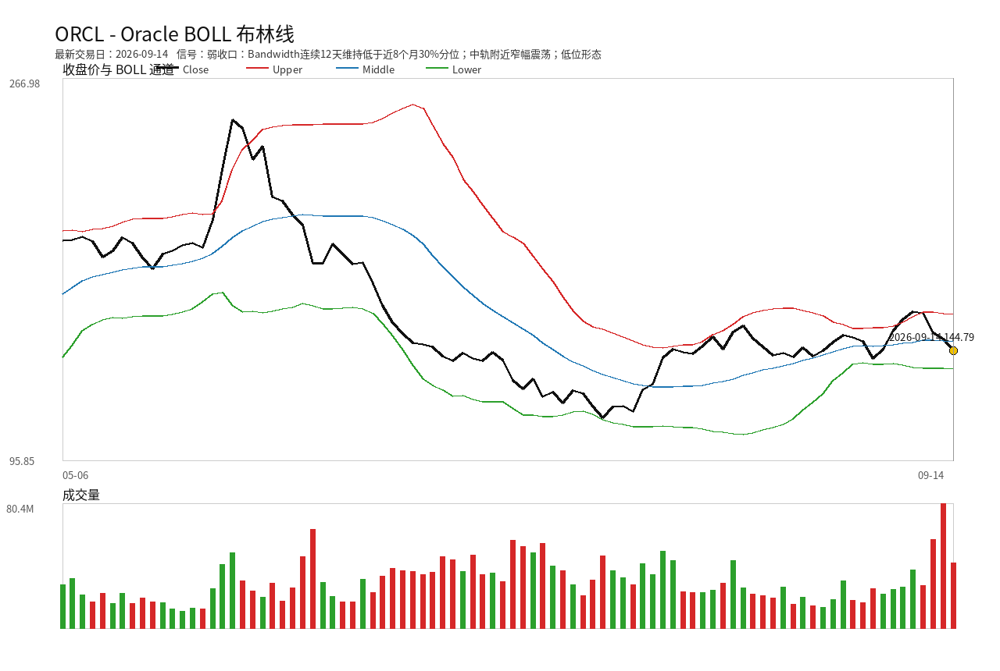 ORCL - Oracle BOLL 布林线
最新交易日：2026-09-14 信号：弱收口：Bandwidth连续12天维持低于近8个月30%分位；中轨附近窄幅震荡；低位形态
收盘价与 BOLL 通道 Close Upper Middle Lower
266.98
2026-09-14 144.79
95.85
05-06 09-14
成交量
80.4M